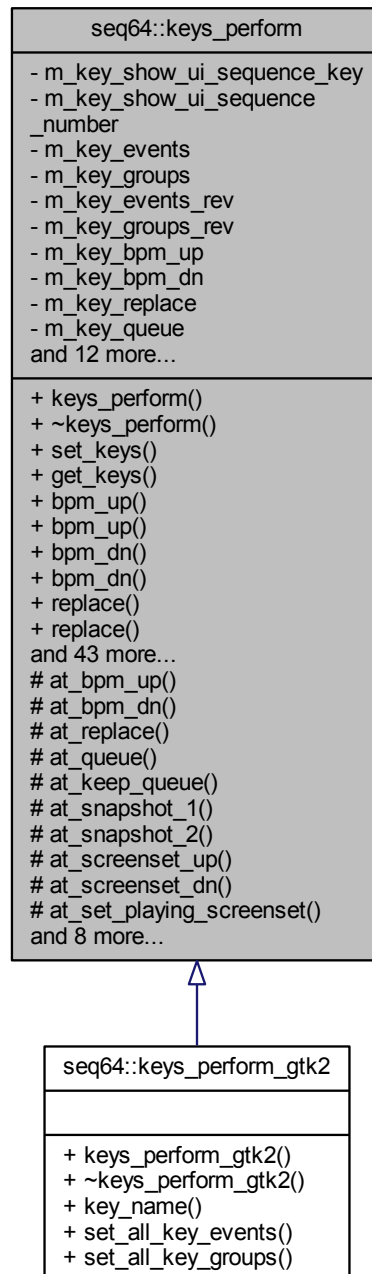 seq64::keys_perform
- m_key_show_ui_sequence_key
- m_key_show_ui_sequence
_number
- m_key_events
- m_key_groups
- m_key_events_rev
- m_key_groups_rev
- m_key_bpm_up
- m_key_bpm_dn
- m_key_replace
- m_key_queue
and 12 more...
+ keys_perform()
+ ~keys_perform()
+ set_keys()
+ get_keys()
+ bpm_up()
+ bpm_up()
+ bpm_dn()
+ bpm_dn()
+ replace()
+ replace()
and 43 more...
# at_bpm_up()
# at_bpm_dn()
# at_replace()
# at_queue()
# at_keep_queue()
# at_snapshot_1()
# at_snapshot_2()
# at_screenset_up()
# at_screenset_dn()
# at_set_playing_screenset()
and 8 more...
seq64::keys_perform_gtk2
+ keys_perform_gtk2()
+ ~keys_perform_gtk2()
+ key_name()
+ set_all_key_events()
+ set_all_key_groups()